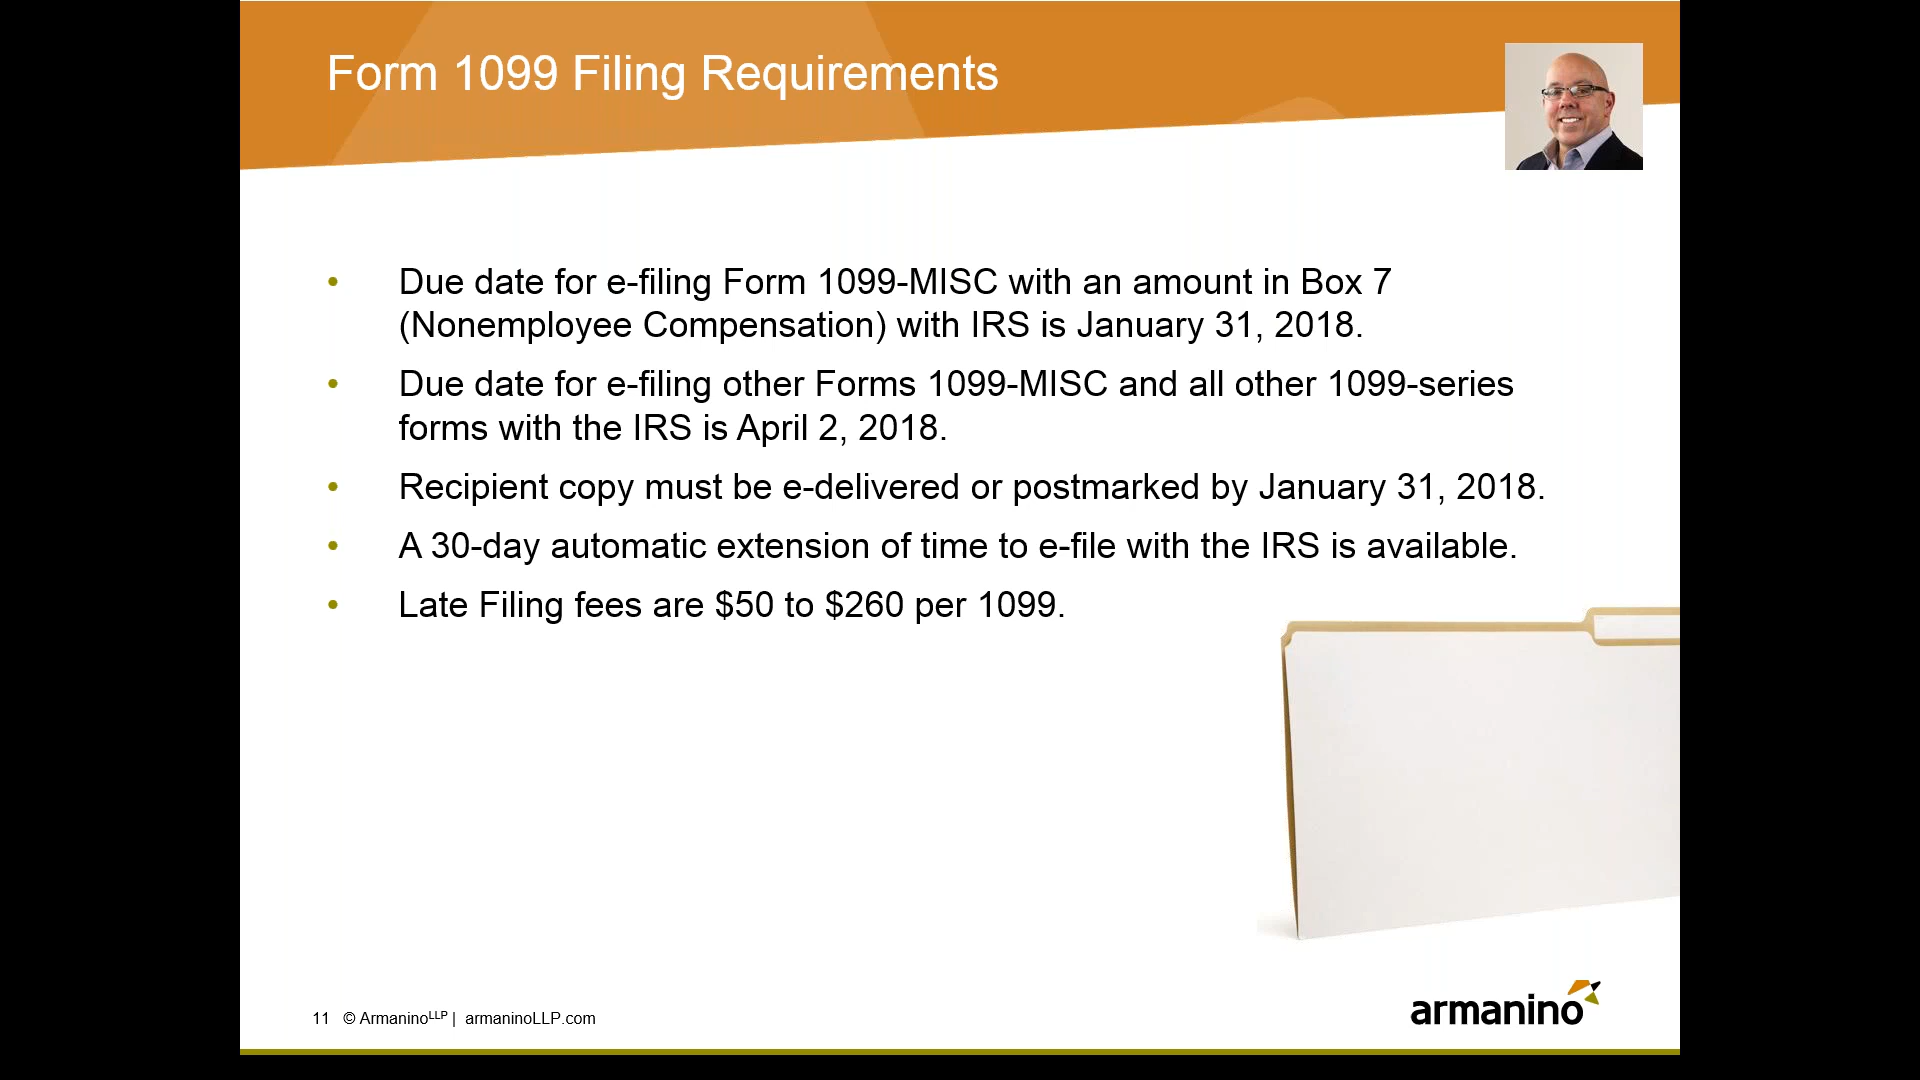 Form 1099 Filing Requirements
• Due date for e-filing Form 1099-MISC with an amount in Box 7
(Nonemployee Compensation) with IRS is January 31, 2018.
• Due date for e-filing other Forms 1099-MISC and all other 1099-series
forms with the IRS is April 2, 2018.
• Recipient copy must be e-delivered or postmarked by January 31, 2018.
• A 30-day automatic extension of time to e-file with the IRS is available.
• Late Filing fees are $50 to $260 per 1099.
11 © ArmaninoLLP | armaninoLLP.com
armanino